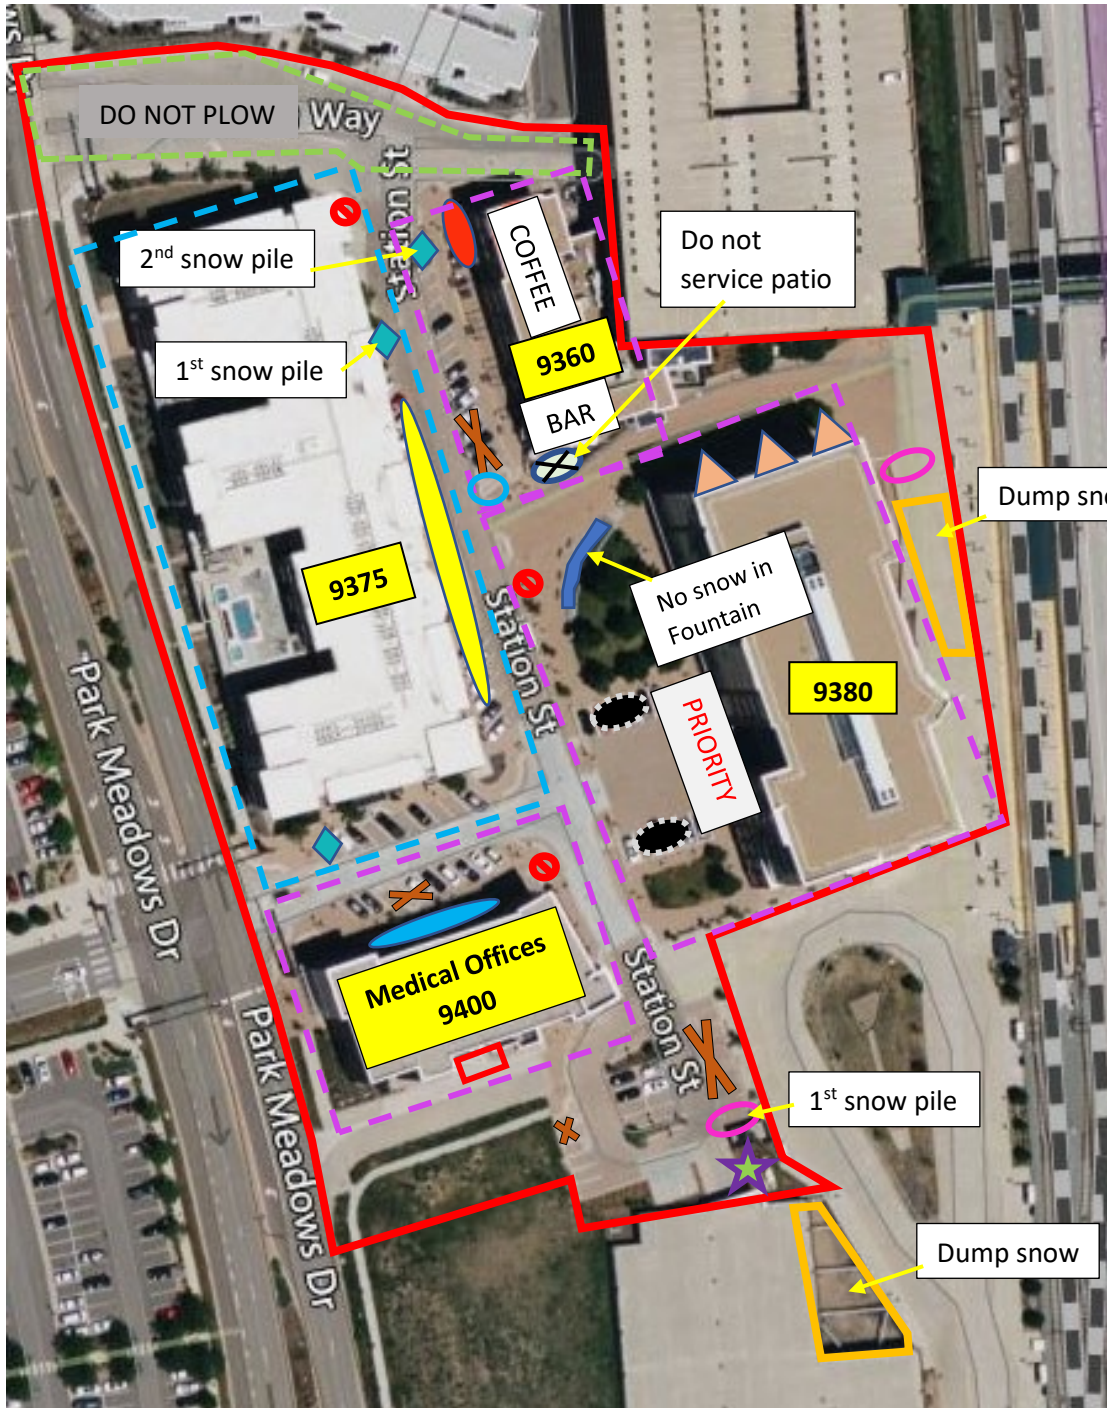 DO NOT PLOW
Way
Station St
2nd snow pile
COFFEE
Do not
service patio
1st snow pile
9360
BAR
Dump sno
9375
No snow in
Fountain
Station St
9380
PRIORITY
Park Meadows Dr
Medical Offices
9400
Station St
Park Meadows Dr
1st snow pile
Dump snow